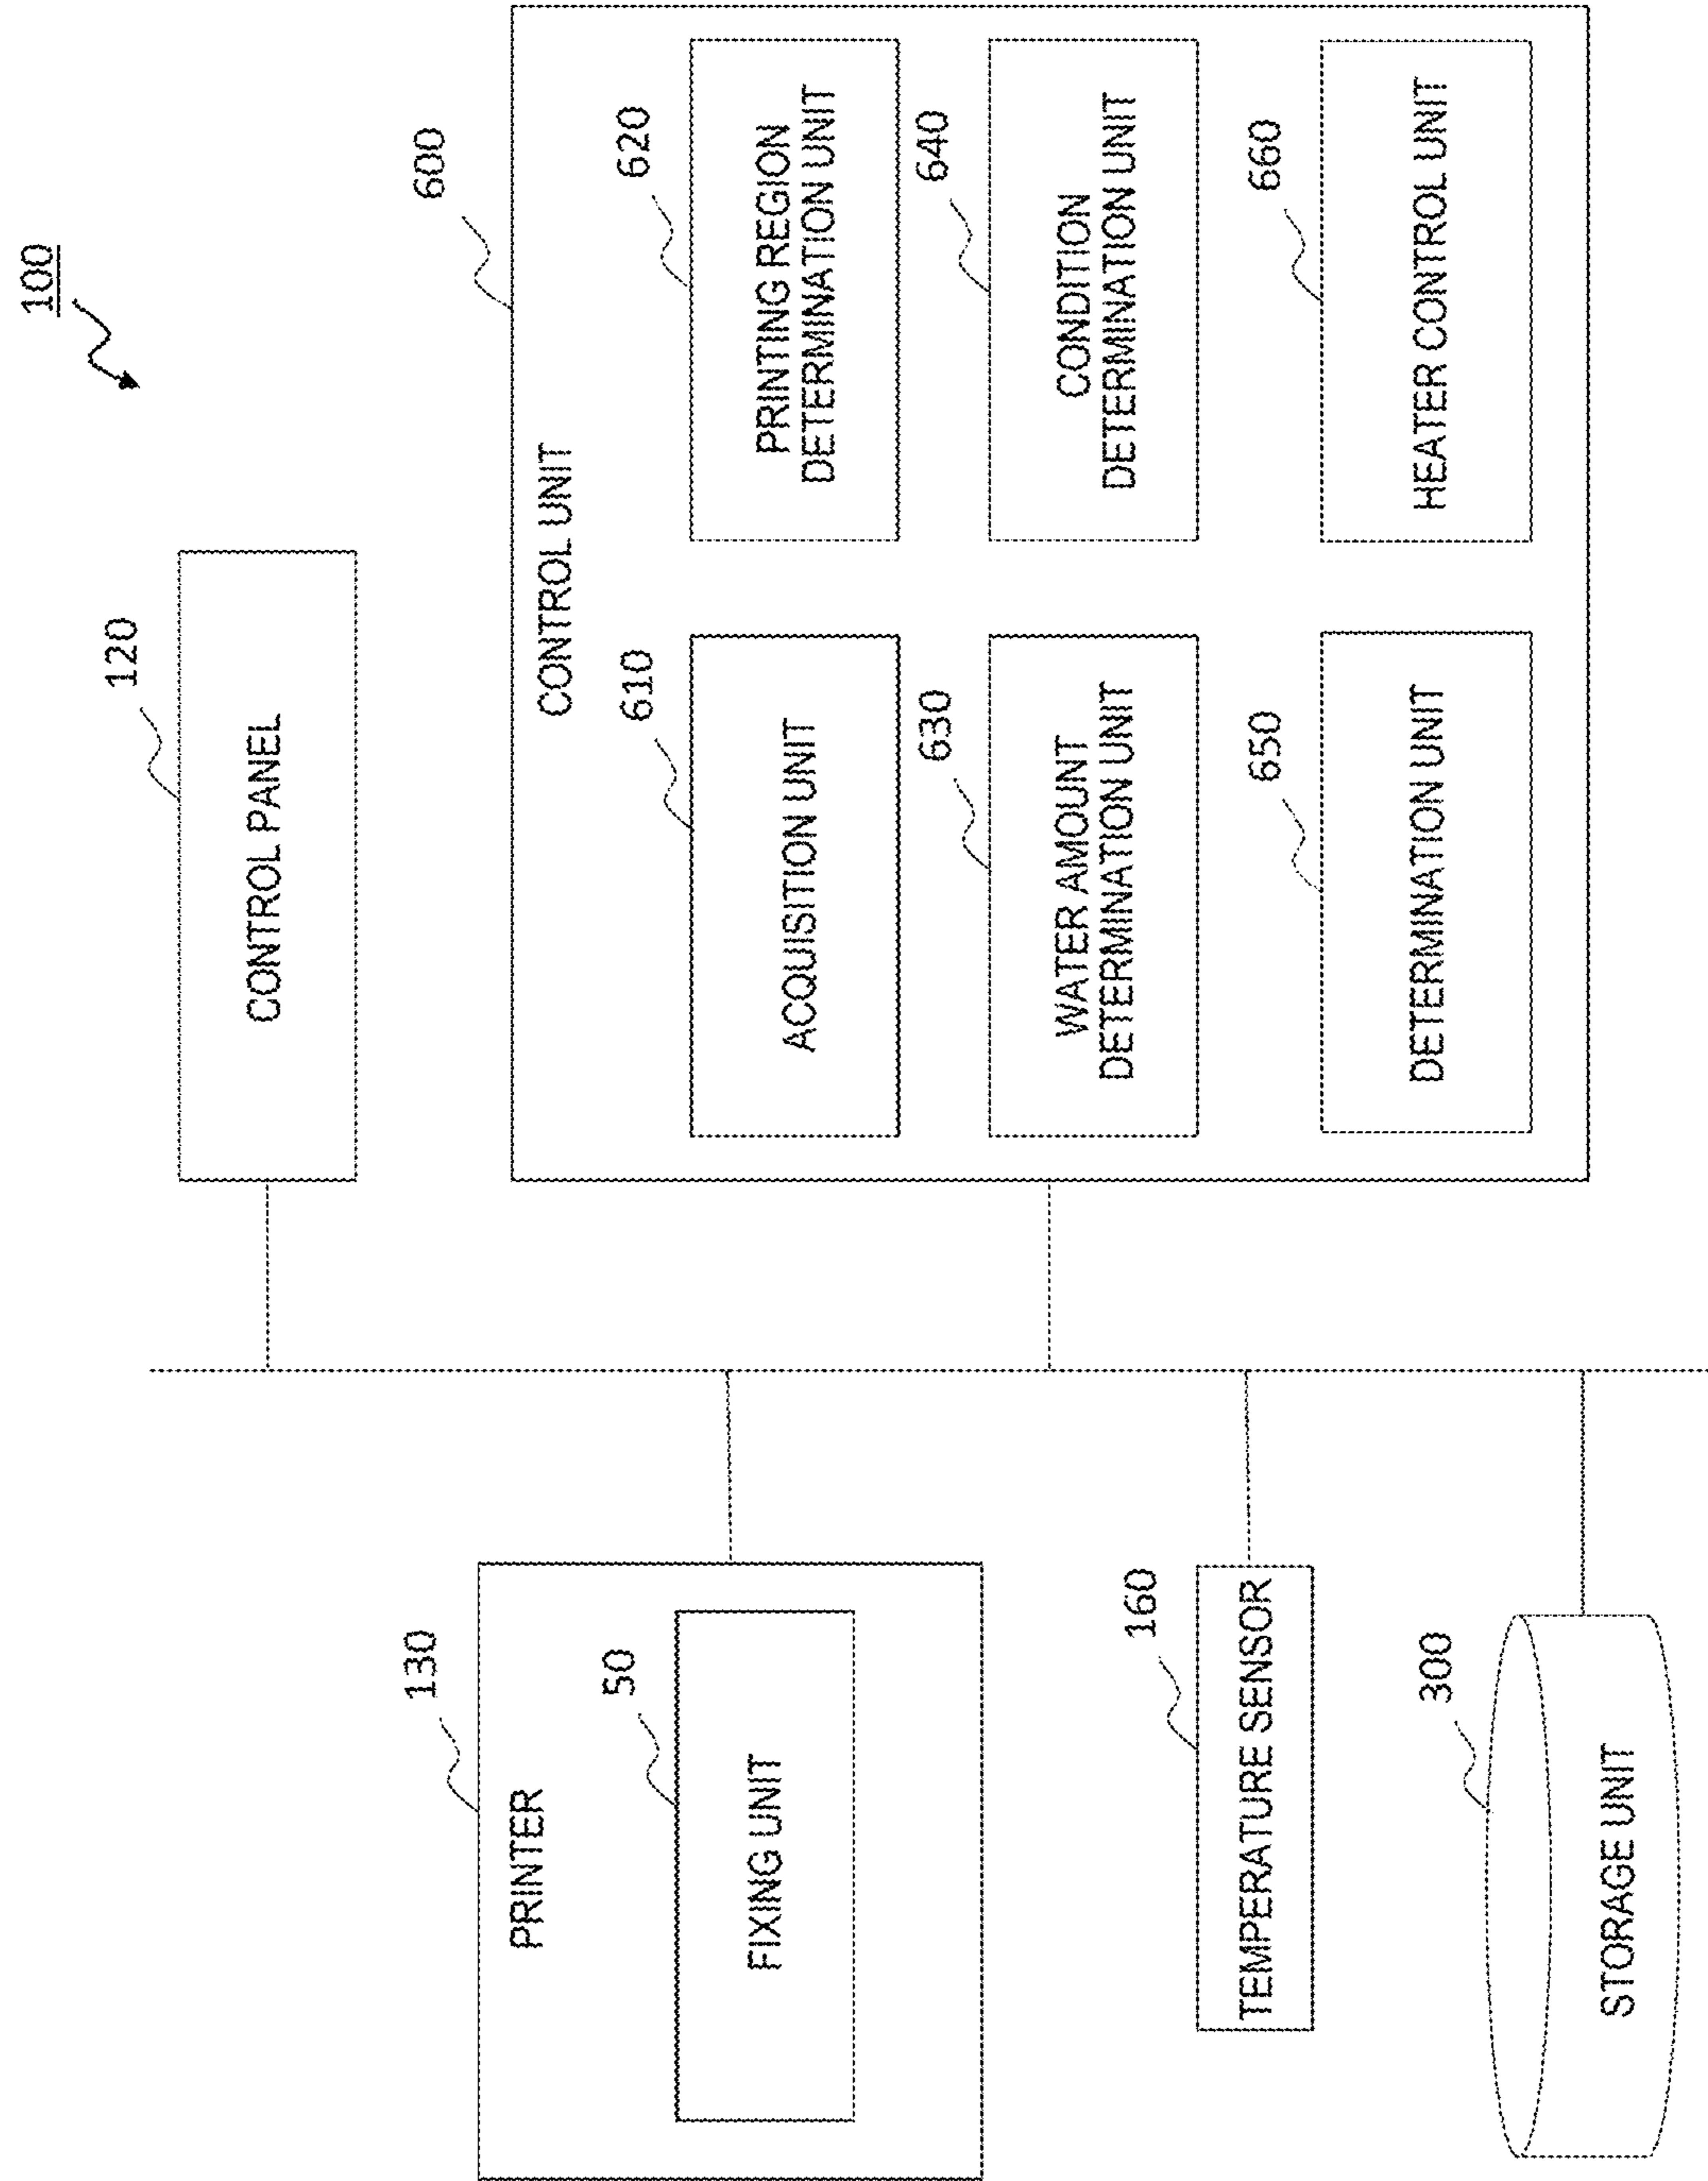 100
120
CONTROL PANEL
130
PRINTER
50
FIXING UNIT
600
CONTROL UNIT
610
ACQUISITION UNIT
620
PRINTING REGION
DETERMINATION UNIT
630
WATER AMOUNT
DETERMINATION UNIT
640
CONDITION
DETERMINATION UNIT
160
TEMPERATURE SENSOR
650
DETERMINATION UNIT
660
HEATER CONTROL UNIT
300
STORAGE UNIT